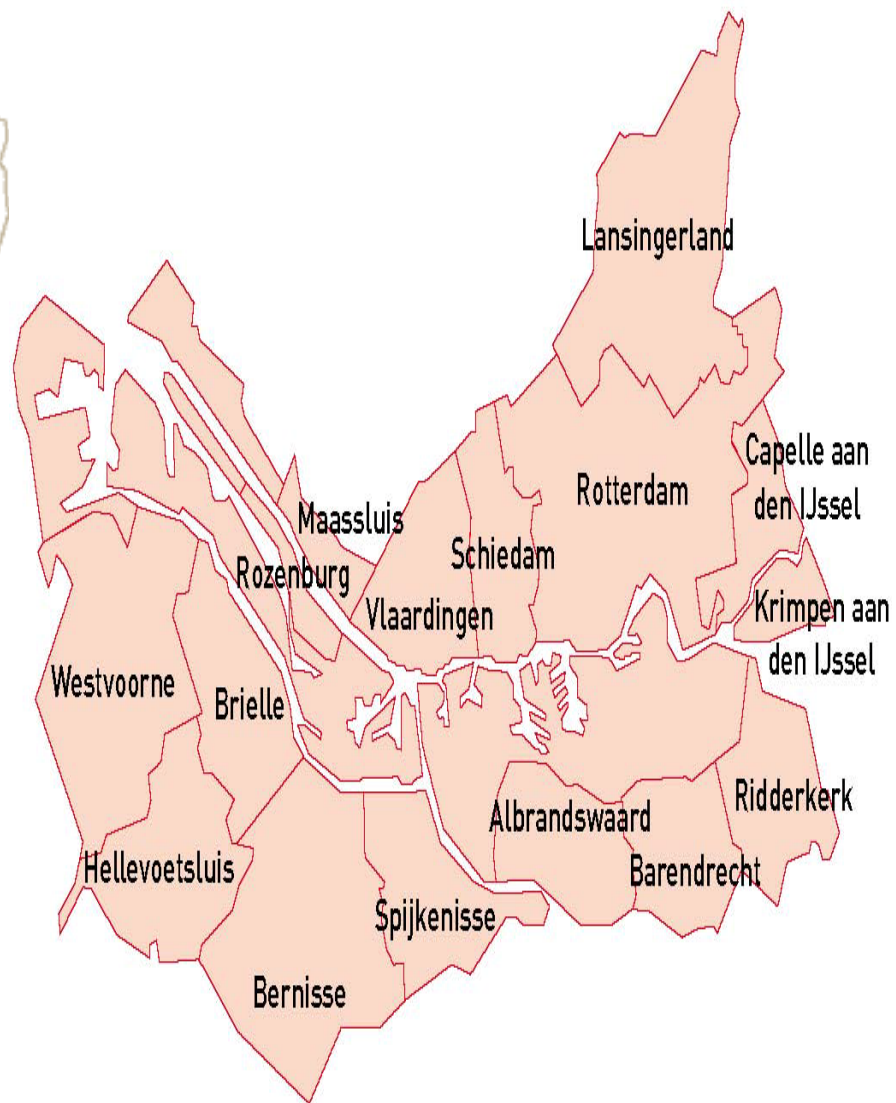 Lansingerland
Capelle aan
den IJssel
Rotterdam
Maassluis
Schiedam
Rozenburg
Vlaardingen
Krimpen aan
den IJssel
Westvoorne
Brielle
Ridderkerk
Albrandswaard
Hellevoetsluis
Barendrecht
Spijkenisse
Bernisse